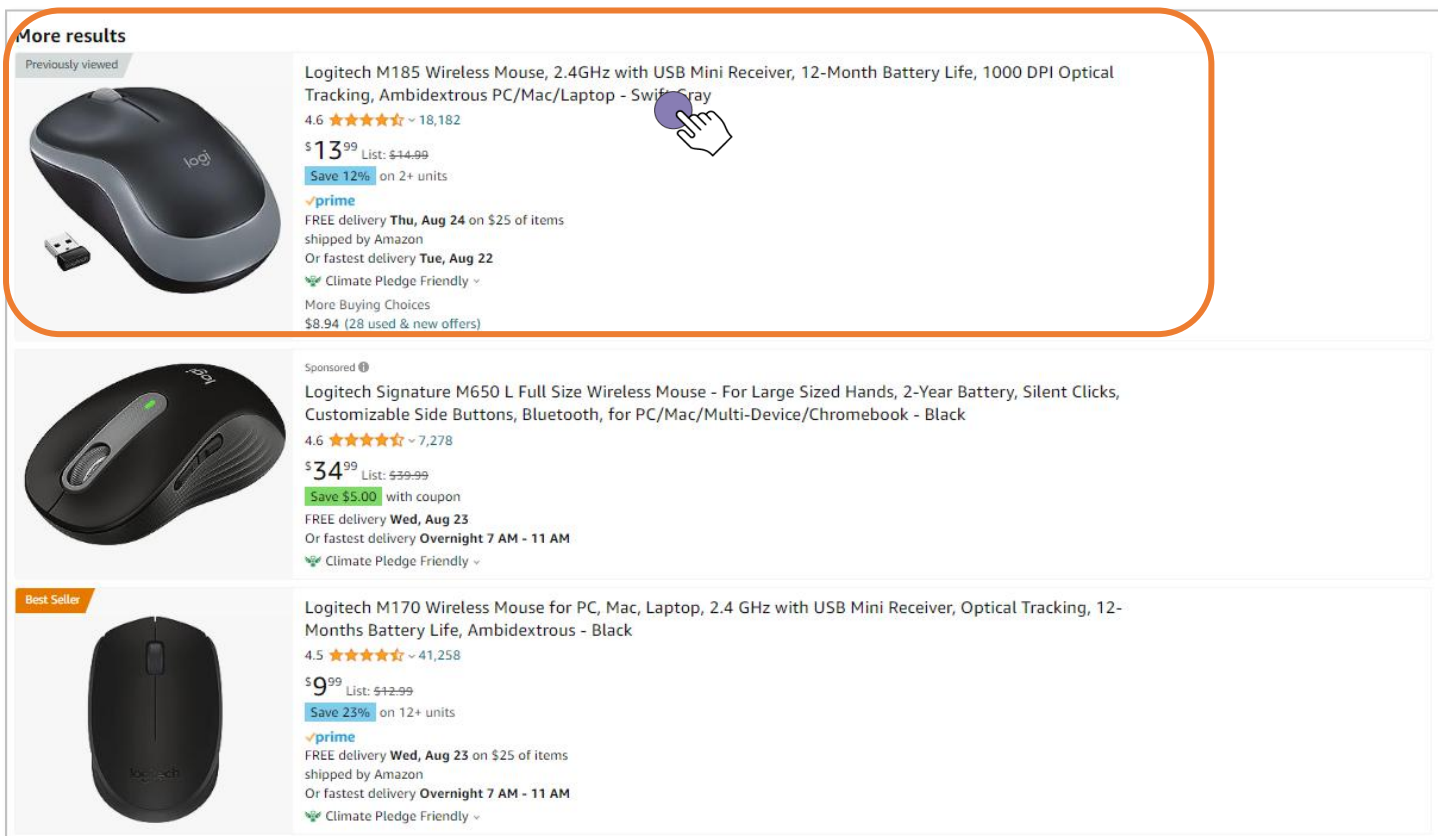 More results
Previously viewed
logi
Logitech M185 Wireless Mouse, 2.4GHz with USB Mini Receiver, 12-Month Battery Life, 1000 DPI Optical
Tracking, Ambidextrous PC/Mac/Laptop - Swift Gray
4.6 18,182
$13.99 List: $14.99
Save 12% on 2+ units
prime
FREE delivery Thu, Aug 24 on $25 of items
shipped by Amazon
Or fastest delivery Tue, Aug 22
Climate Pledge Friendly
More Buying Choices
$8.94 (28 used & new offers)
logi
Sponsored
Logitech Signature M650 L Full Size Wireless Mouse - For Large Sized Hands, 2-Year Battery, Silent Clicks,
Customizable Side Buttons, Bluetooth, for PC/Mac/Multi-Device/Chromebook - Black
4.6 7,278
$34.99 List: $39.99
Save $5.00 with coupon
FREE delivery Wed, Aug 23
Or fastest delivery Overnight 7 AM - 11 AM
Climate Pledge Friendly
Best Seller
logitech
Logitech M170 Wireless Mouse for PC, Mac, Laptop, 2.4 GHz with USB Mini Receiver, Optical Tracking, 12-
Months Battery Life, Ambidextrous - Black
4.5 41,258
$9.99 List: $12.99
Save 23% on 12+ units
prime
FREE delivery Wed, Aug 23 on $25 of items
shipped by Amazon
Or fastest delivery Overnight 7 AM - 11 AM
Climate Pledge Friendly